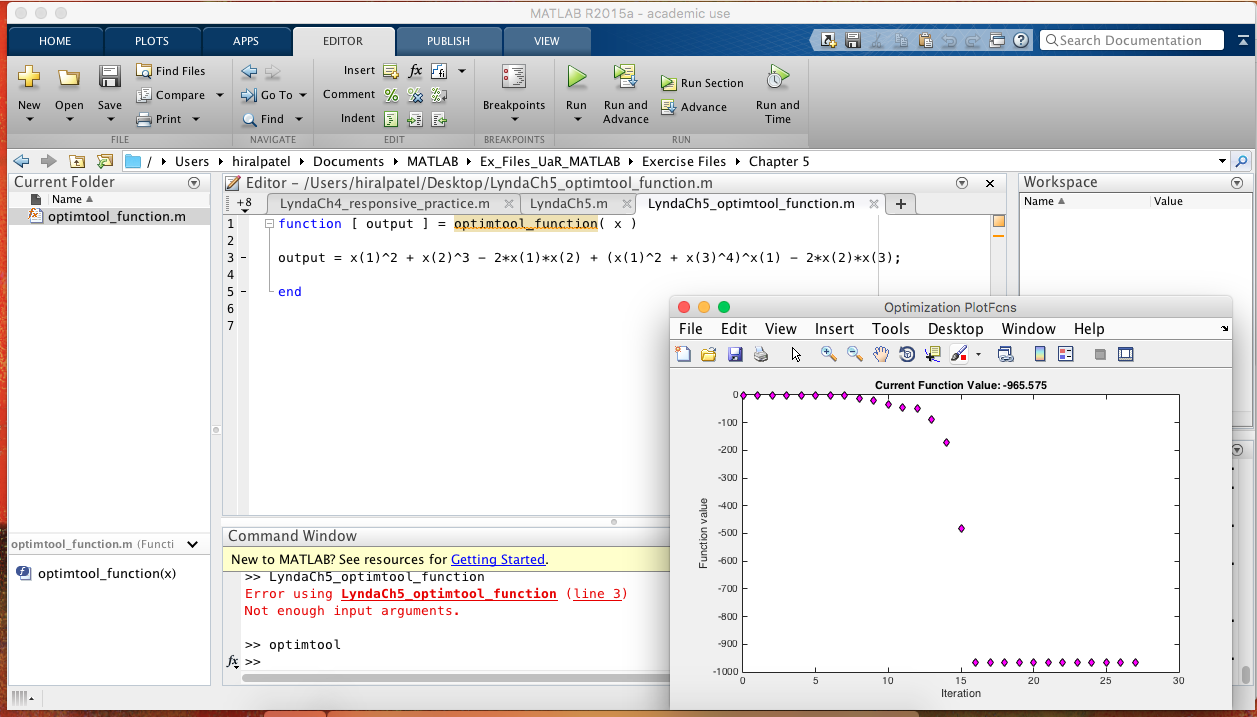 MATLAB R2015a - academic use
HOME PLOTS APPS EDITOR PUBLISH VIEW
Search Documentation
New Open Save
Find Files
Compare
Print
FILE
Go To
Find
NAVIGATE
Insert
Comment
Indent
EDIT
Breakpoints
BREAKPOINTS
Run
Run and
Advance
Run Section
Advance
Run and
Time
RUN
/ Users hiralpatel Documents MATLAB Ex_Files_UaR_MATLAB Exercise Files Chapter 5
Current Folder
Name
optimtool_function.m
optimtool_function.m (Functi
optimtool_function(x)
Editor - /Users/hiralpatel/Desktop/LyndaCh5_optimtool_function.m
+8 LyndaCh4_responsive_practice.m LyndaCh5.m LyndaCh5_optimtool_function.m +
1 function [ output ] = optimtool_function( x )
2
3 - output = x(1)^2 + x(2)^3 - 2*x(1)*x(2) + (x(1)^2 + x(3)^4)^x(1) - 2*x(2)*x(3);
4
5 - end
6
7
Workspace
Name Value
Command Window
New to MATLAB? See resources for Getting Started.
>> LyndaCh5_optimtool_function
Error using LyndaCh5_optimtool_function (line 3)
Not enough input arguments.
>> optimtool
fx >>
Optimization PlotFcns
File Edit View Insert Tools Desktop Window Help
Current Function Value: -965.575
0
-100
-200
-300
-400
-500
-600
-700
-800
-900
-1000
Function value
0 5 10 15 20 25 30
Iteration